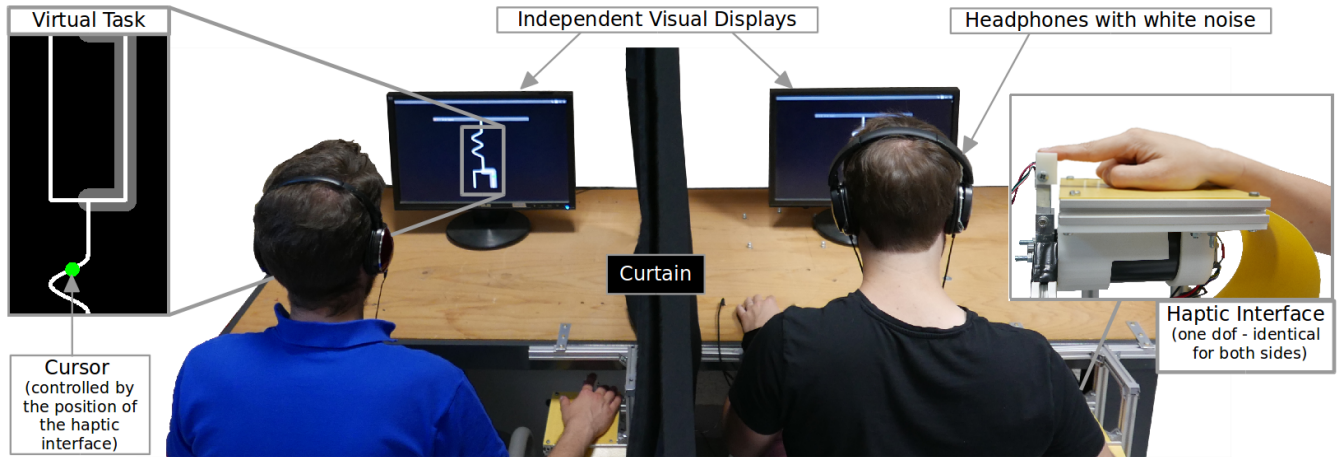 Virtual Task
Independent Visual Displays
Headphones with white noise
Curtain
Haptic Interface
(one dof - identical
for both sides)
Cursor
(controlled by
the position of
the haptic
interface)